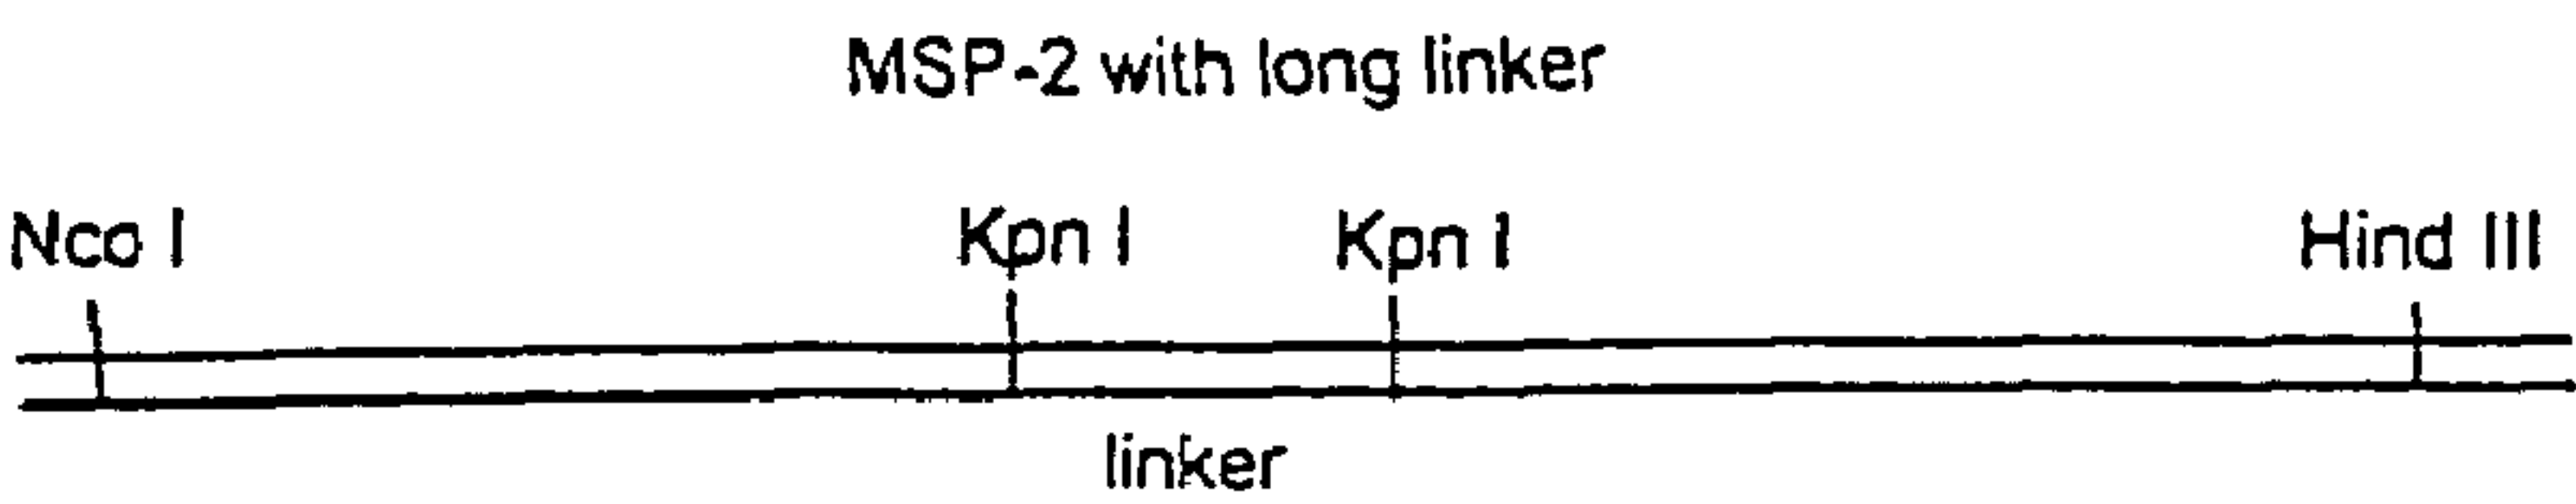 MSP-2 with long linker
Nco I Kpn I Kpn I Hind III
linker